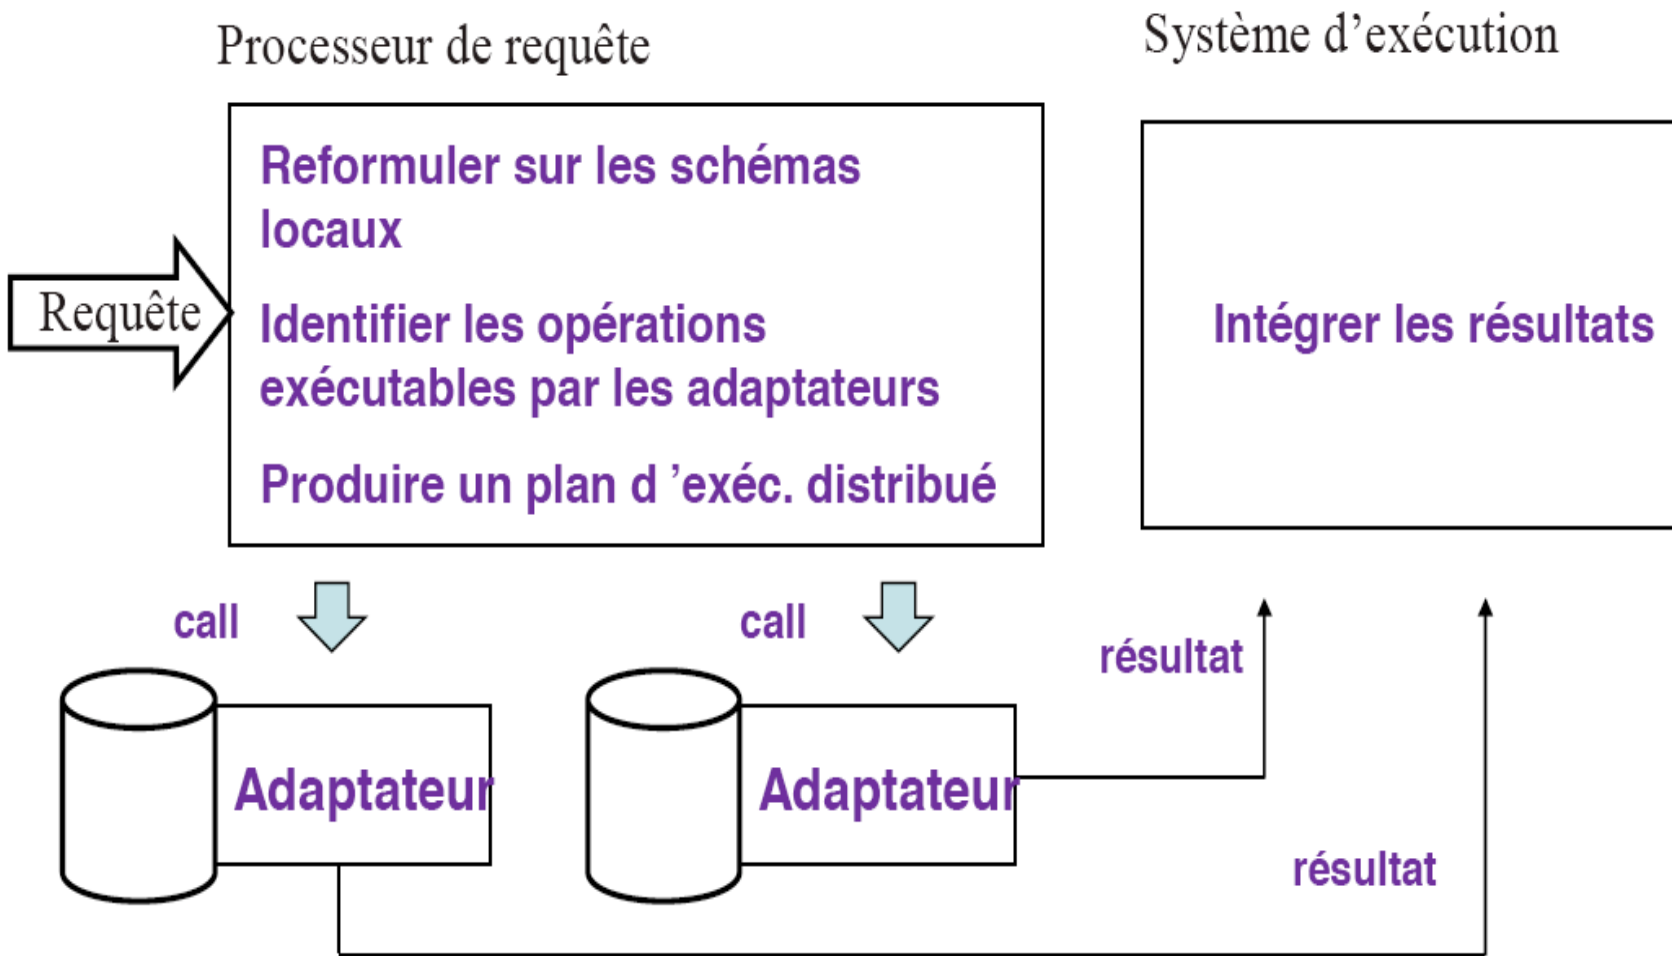 Processeur de requête
Système d'exécution
Reformuler sur les schémas
locaux
Requête
Identifier les opérations
exécutables par les adaptateurs
Produire un plan d ’exéc. distribué
Intégrer les résultats
call
call
résultat
Adaptateur
Adaptateur
résultat